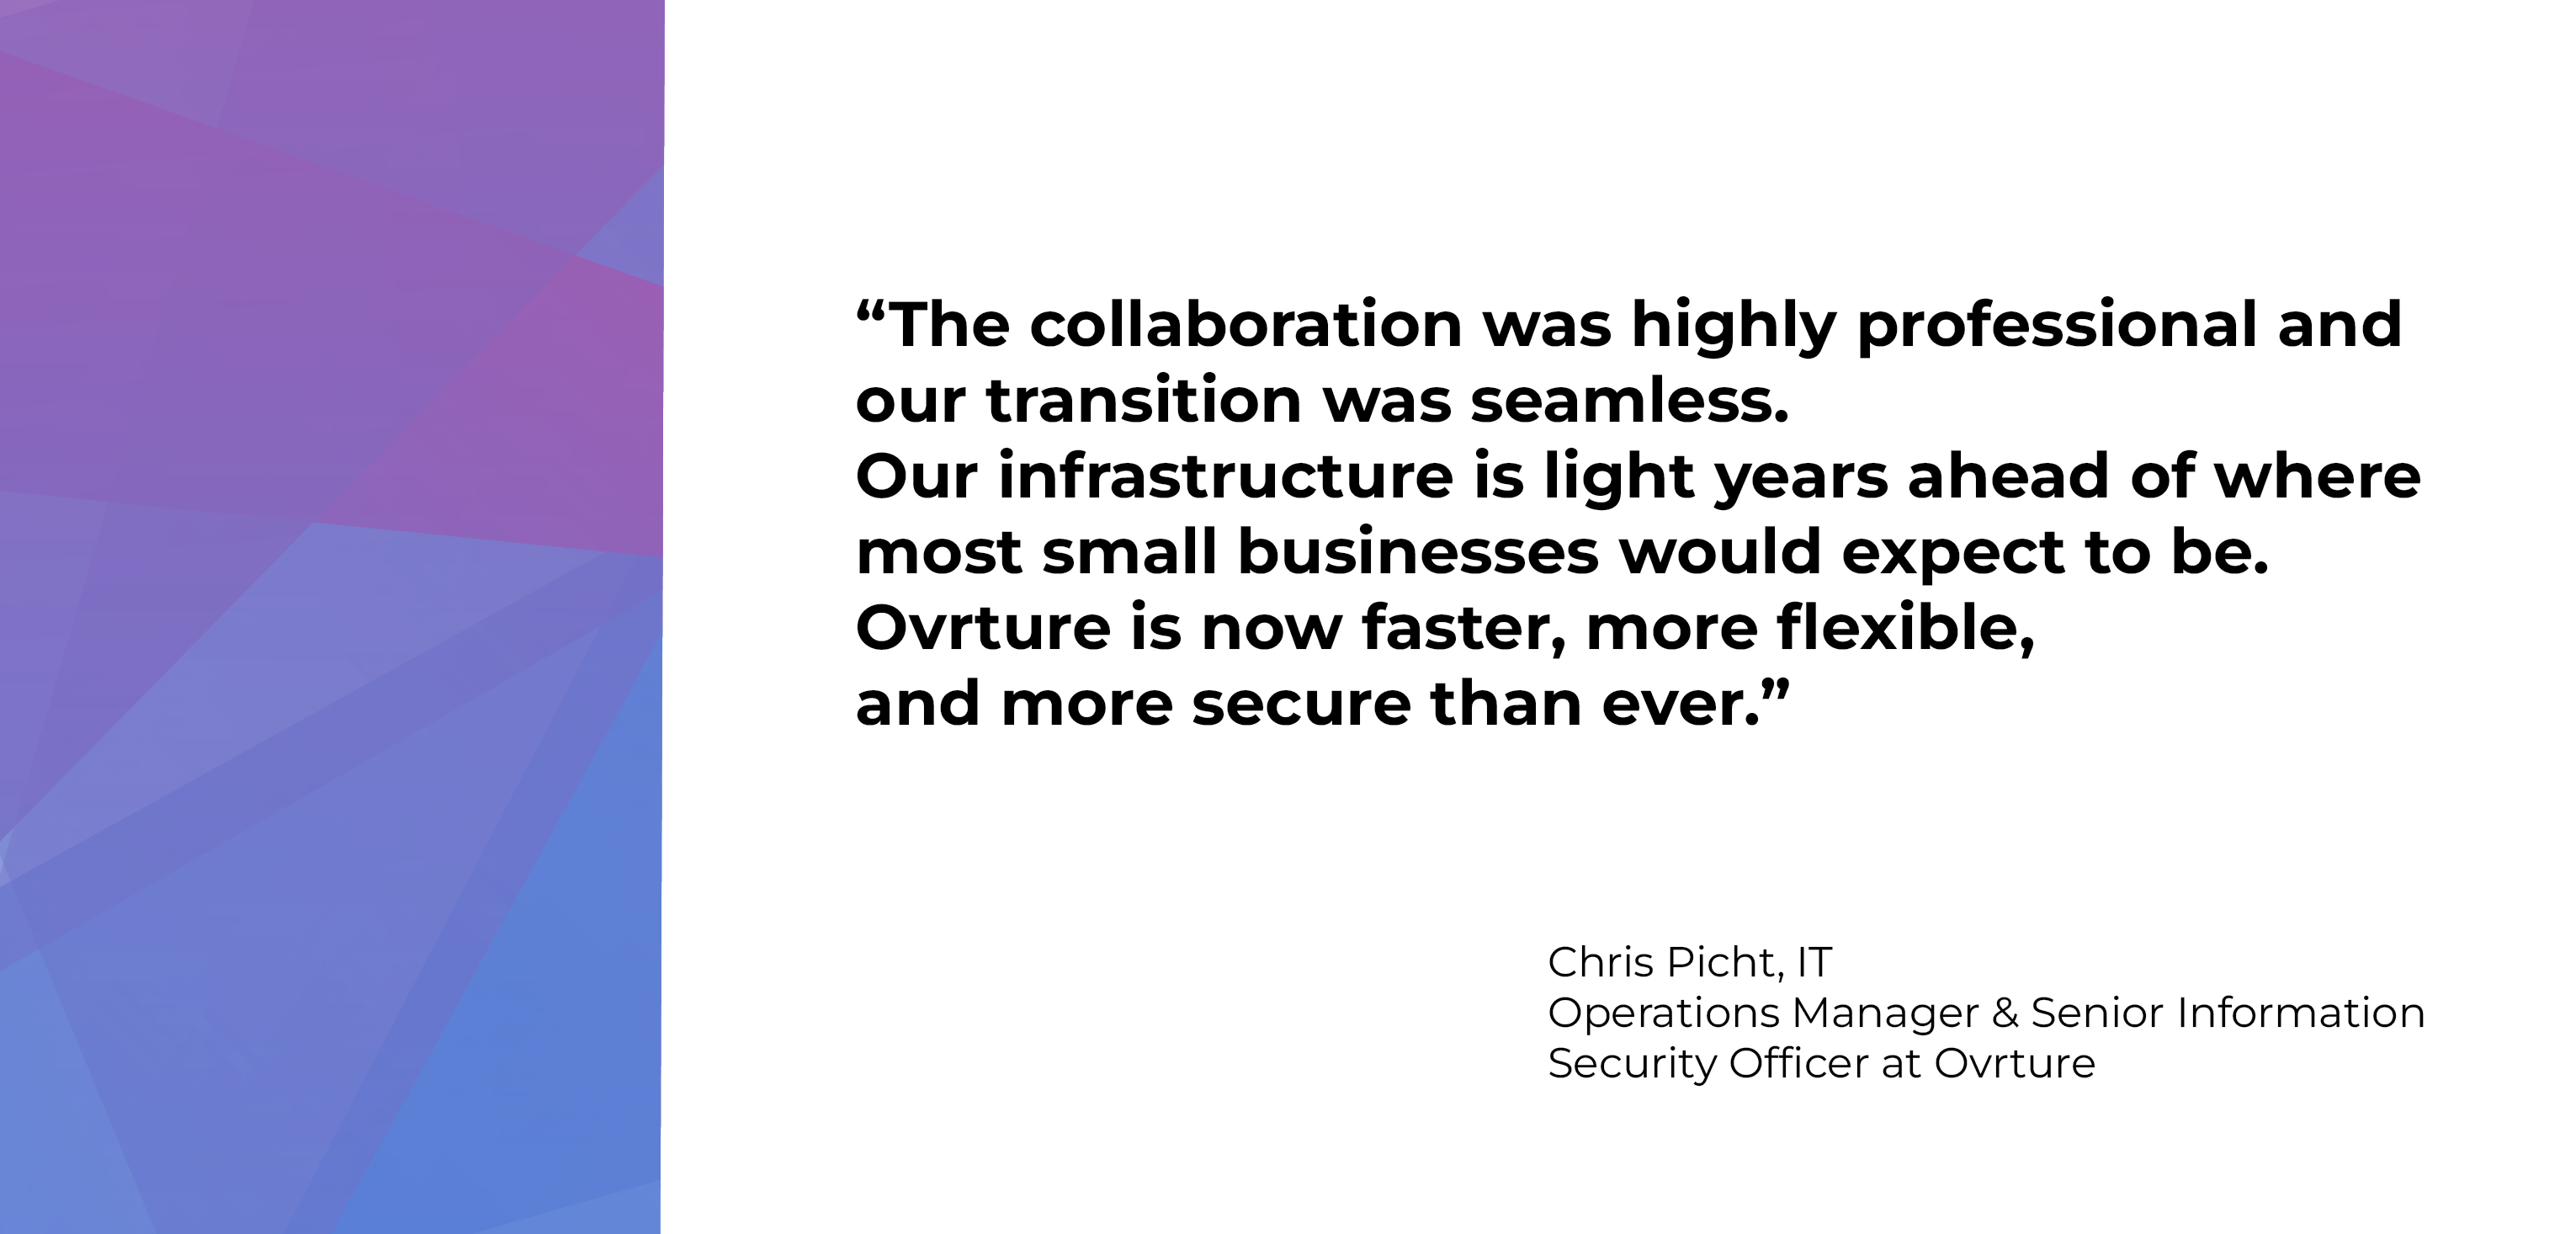 “The collaboration was highly professional and
our transition was seamless.
Our infrastructure is light years ahead of where
most small businesses would expect to be.
Ovrture is now faster, more flexible,
and more secure than ever.”
Chris Picht, IT
Operations Manager & Senior Information
Security Officer at Ovrture